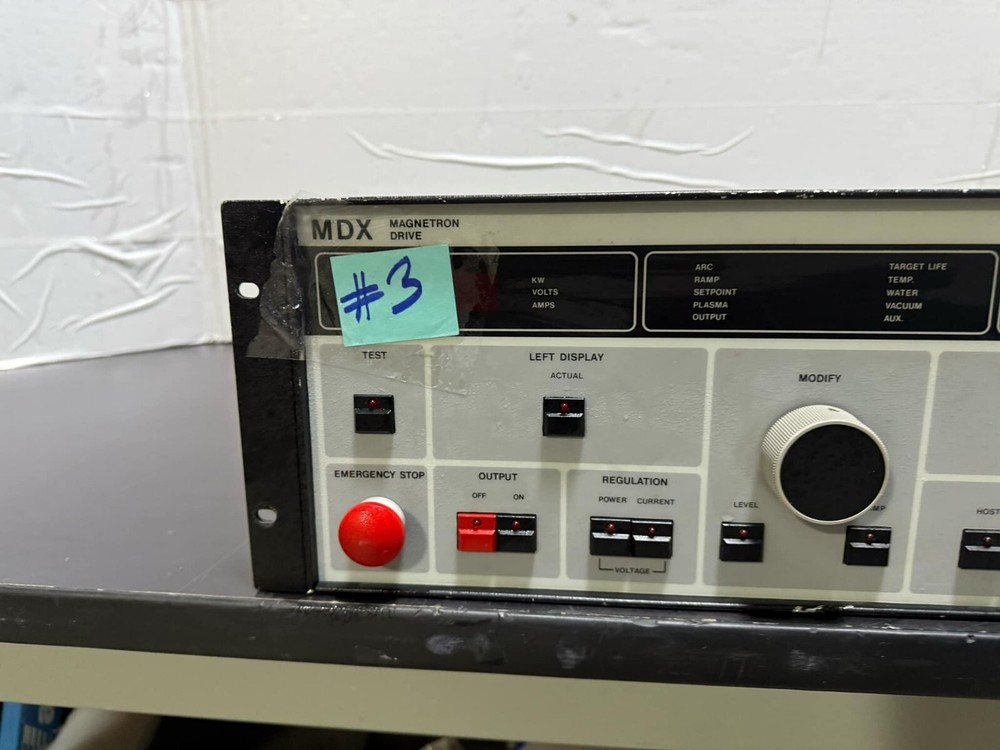 MDX MAGNETRON
DRIVE
#3
KW
VOLTS
AMPS
ARC
RAMP
SETPOINT
PLASMA
OUTPUT
TARGET LIFE
TEMP.
WATER
VACUUM
AUX.
TEST
LEFT DISPLAY
ACTUAL
MODIFY
EMERGENCY STOP
OUTPUT
OFF ON
REGULATION
POWER CURRENT
VOLTAGE
LEVEL
HOST